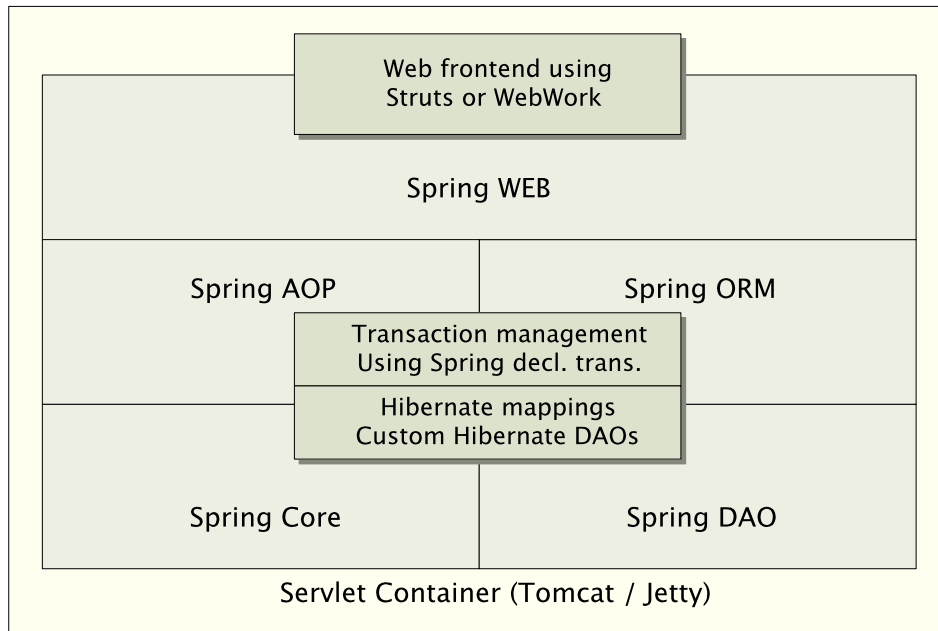 Web frontend using
Struts or WebWork
Spring WEB
Spring AOP
Spring ORM
Transaction management
Using Spring decl. trans.
Hibernate mappings
Custom Hibernate DAOs
Spring Core
Spring DAO
Servlet Container (Tomcat / Jetty)